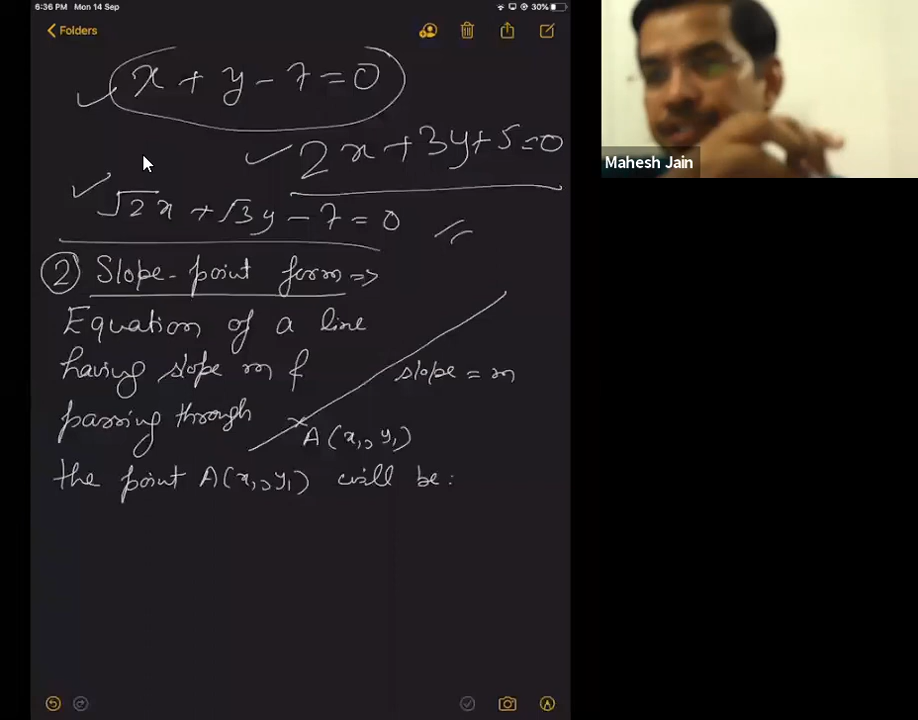 6:36 PM Mon 14 Sep
30%
Folders
x + y - 7 = 0
2x + 3y + 5 = 0
√2x + √3y - 7 = 0
Mahesh Jain
② Slope-point form ⇒
Equation of a line
having slope m &
passing through
the point A(x₁, y₁) will be:
slope = m
A(x₁, y₁)